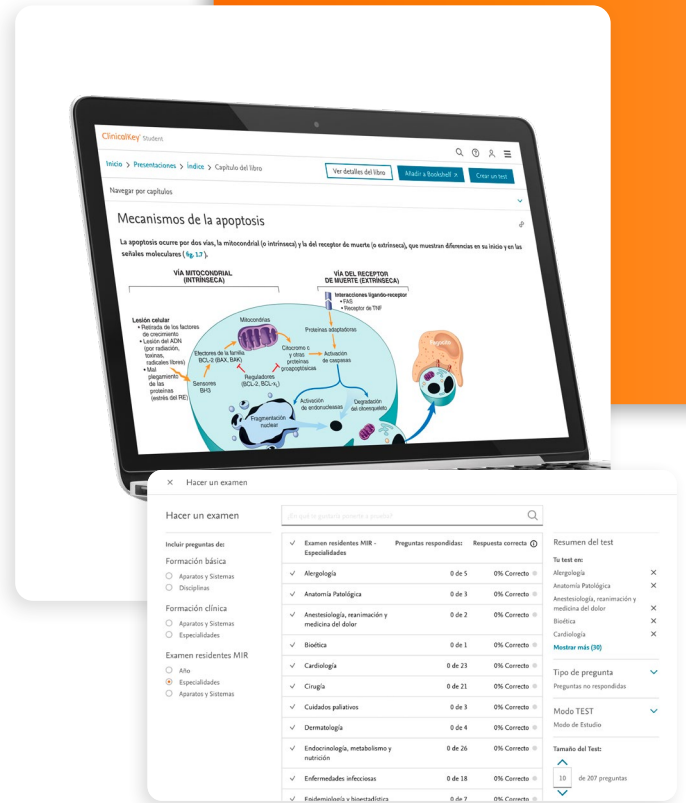 ClinicalKey® Student
Inicio > Presentaciones > Índice > Capítulo del libro
Ver detalles del libro
Añadir a Bookshelf
Crear un test
Navegar por capítulos
Mecanismos de la apoptosis
La apoptosis ocurre por dos vías, la mitocondrial (o intrínseca) y la del receptor de muerte (o extrínseca), que muestran diferencias en su inicio y en las
señales moleculares (fig. 1.7).
VÍA MITOCONDRIAL
(INTRÍNSECA)
VÍA DEL RECEPTOR
DE MUERTE (EXTRÍNSECA)
Interacciones ligando-receptor
• FAS
• Receptor de TNF
Lesión celular
• Retirada de los factores
de crecimiento
• Lesión del ADN
(por radiación,
toxinas,
radicales libres)
• Mal
plegamiento
de las
proteínas
(estrés del RE)
Mitocondrias
Proteínas adaptadoras
Efectores de la familia
BCL-2 (BAX, BAK)
Citocromo c
y otras
proteínas
proapoptósicas
Activación
de caspasas
Sensores
BH3
Reguladores
(BCL-2, BCL-xL)
Activación
de endonucleasas
Degradación
del citoesqueleto
Fragmentación
nuclear
Fagocito
× Hacer un examen
Hacer un examen
Incluir preguntas de:
Formación básica
Aparatos y Sistemas
Disciplinas
Formación clínica
Aparatos y Sistemas
Especialidades
Examen residentes MIR
Año
Especialidades
Aparatos y Sistemas
Examen residentes MIR - Preguntas respondidas: Respuesta correcta
Especialidades
Alergología 0 de 5 0% Correcto
Anatomía Patológica 0 de 3 0% Correcto
Anestesiología, reanimación y 0 de 2 0% Correcto
medicina del dolor
Bioética 0 de 1 0% Correcto
Cardiología 0 de 23 0% Correcto
Cirugía 0 de 21 0% Correcto
Cuidados paliativos 0 de 3 0% Correcto
Dermatología 0 de 4 0% Correcto
Endocrinología, metabolismo y 0 de 26 0% Correcto
nutrición
Enfermedades infecciosas 0 de 18 0% Correcto
Epidemiología y bioestadística 0 de 7 0% Correcto
Resumen del test
Tu test en:
Alergología ×
Anatomía Patológica ×
Anestesiología, reanimación y
medicina del dolor ×
Bioética ×
Cardiología ×
Mostrar más (30)
Tipo de pregunta
Preguntas no respondidas
Modo TEST
Modo de Estudio
Tamaño del Test:
10 de 207 preguntas